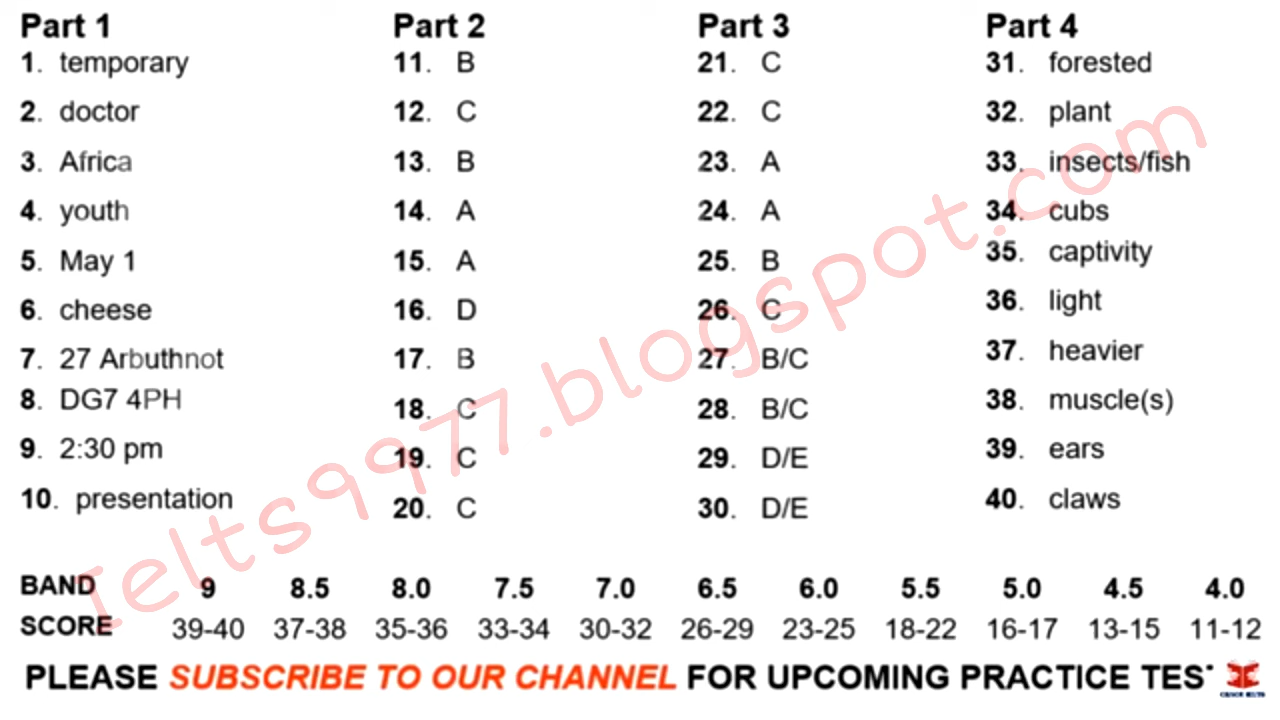 Part 1
1. temporary
2. doctor
3. Africa
4. youth
5. May 1
6. cheese
7. 27 Arbuthnot
8. DG7 4PH
9. 2:30 pm
10. presentation
Part 2
11. B
12. C
13. B
14. A
15. A
16. D
17. B
18. C
19. C
20. C
Part 3
21. C
22. C
23. A
24. A
25. B
26. C
27. B/C
28. B/C
29. D/E
30. D/E
Part 4
31. forested
32. plant
33. insects/fish
34. cubs
35. captivity
36. light
37. heavier
38. muscle(s)
39. ears
40. claws
Ielts9977.blogspot.com
BAND 9 8.5 8.0 7.5 7.0 6.5 6.0 5.5 5.0 4.5 4.0
SCORE 39-40 37-38 35-36 33-34 30-32 26-29 23-25 18-22 16-17 13-15 11-12
PLEASE SUBSCRIBE TO OUR CHANNEL FOR UPCOMING PRACTICE TES